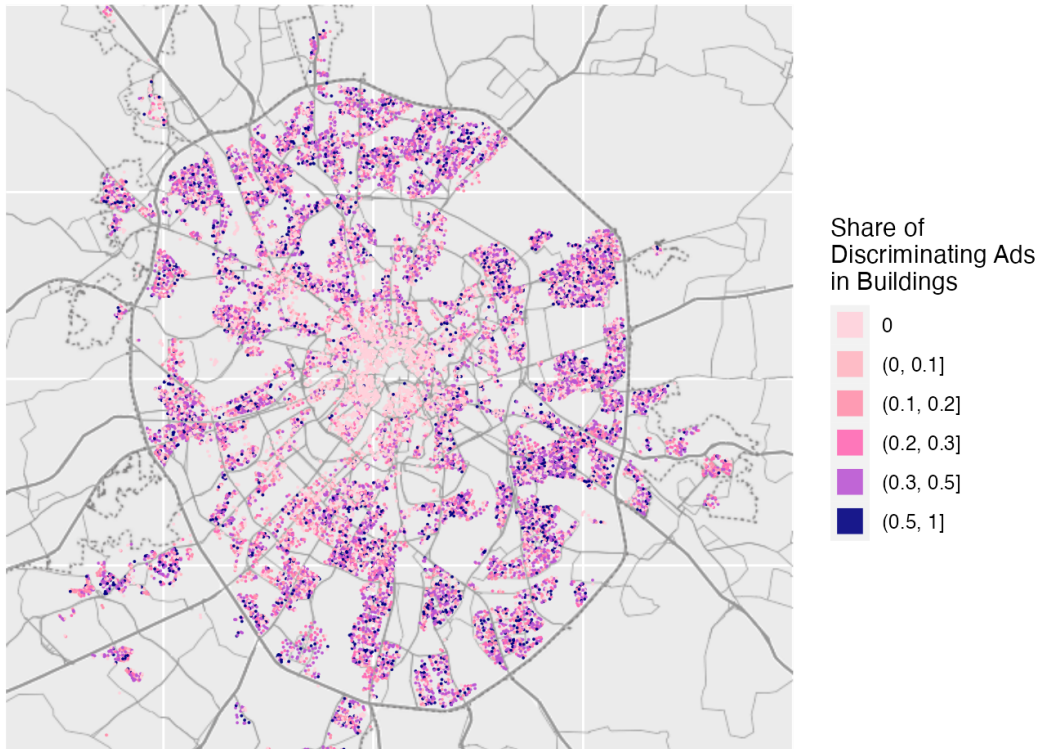 Share of
Discriminating Ads
in Buildings
0
(0, 0.1]
(0.1, 0.2]
(0.2, 0.3]
(0.3, 0.5]
(0.5, 1]